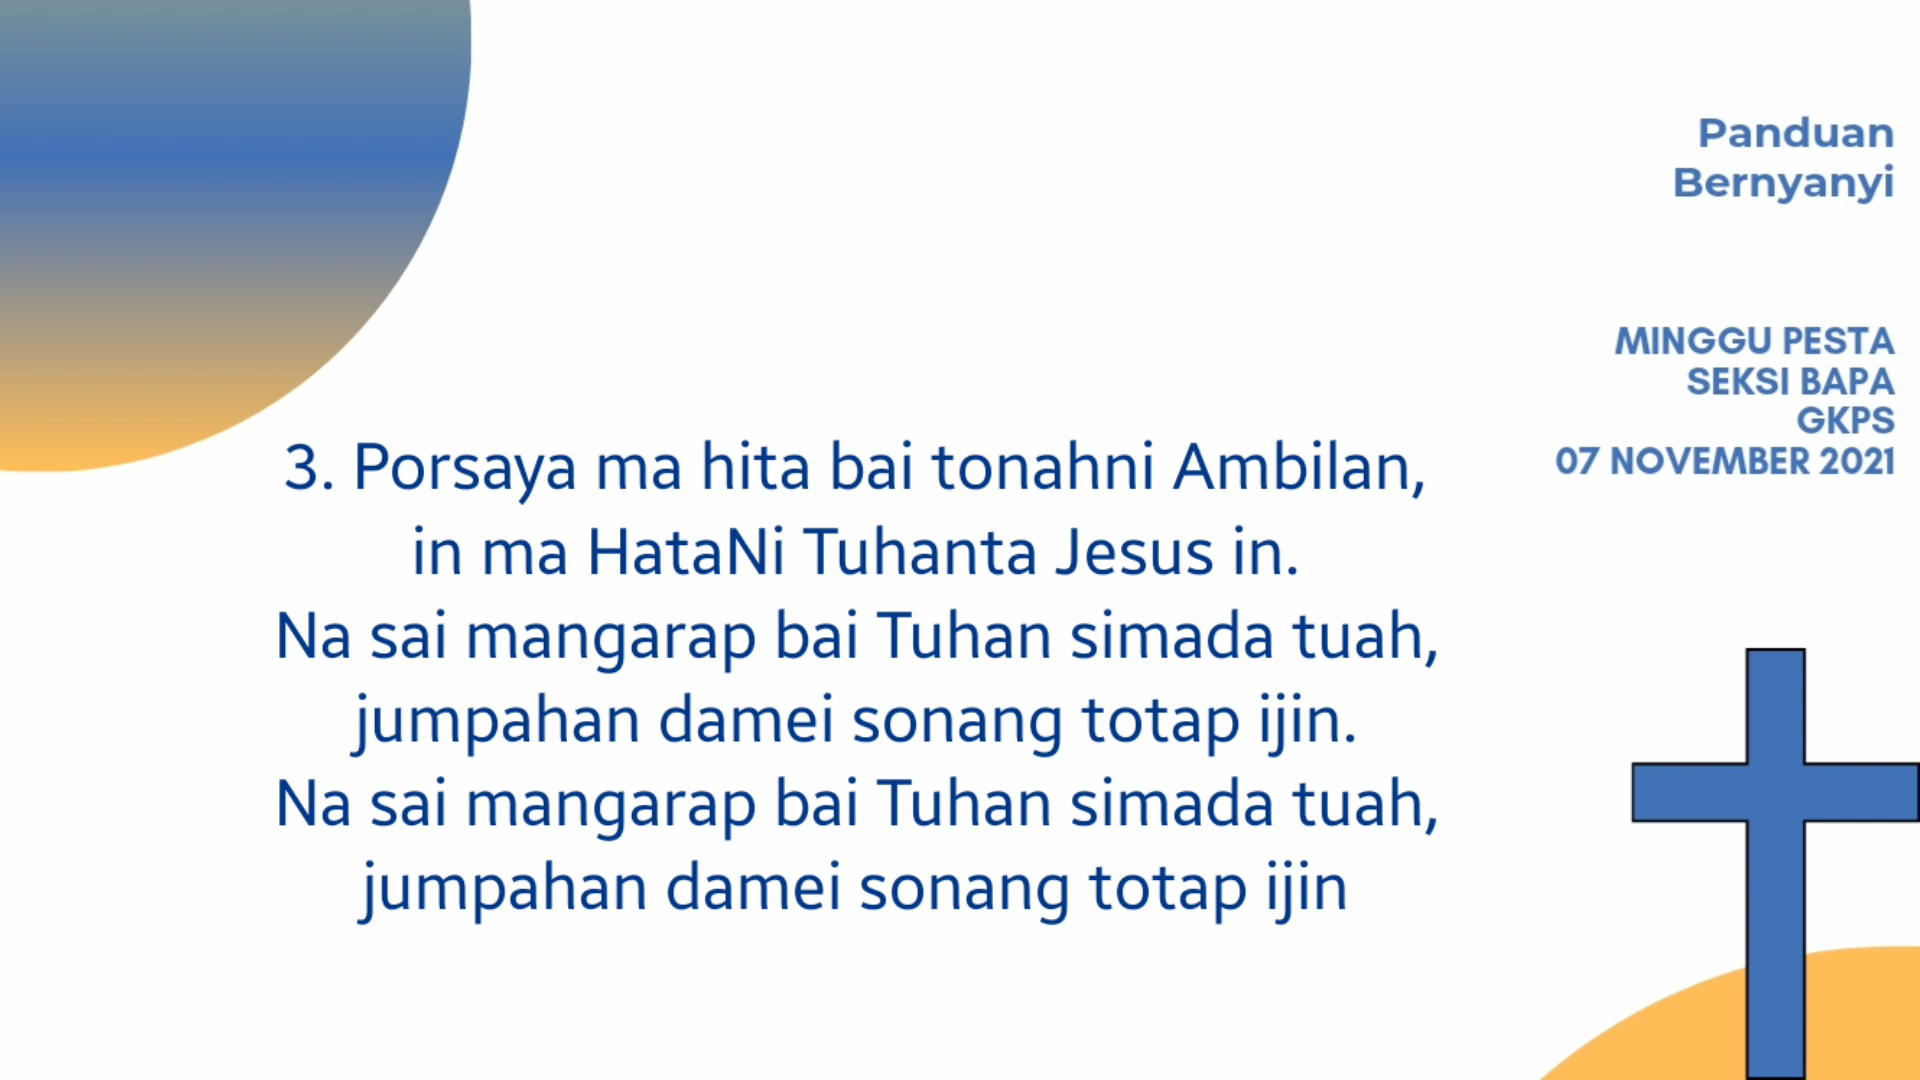 Panduan
Bernyanyi
MINGGU PESTA
SEKSI BAPA
GKPS
07 NOVEMBER 2021
3. Porsaya ma hita bai tonahni Ambilan,
in ma HataNi Tuhanta Jesus in.
Na sai mangarap bai Tuhan simada tuah,
jumpahan damei sonang totap ijin.
Na sai mangarap bai Tuhan simada tuah,
jumpahan damei sonang totap ijin